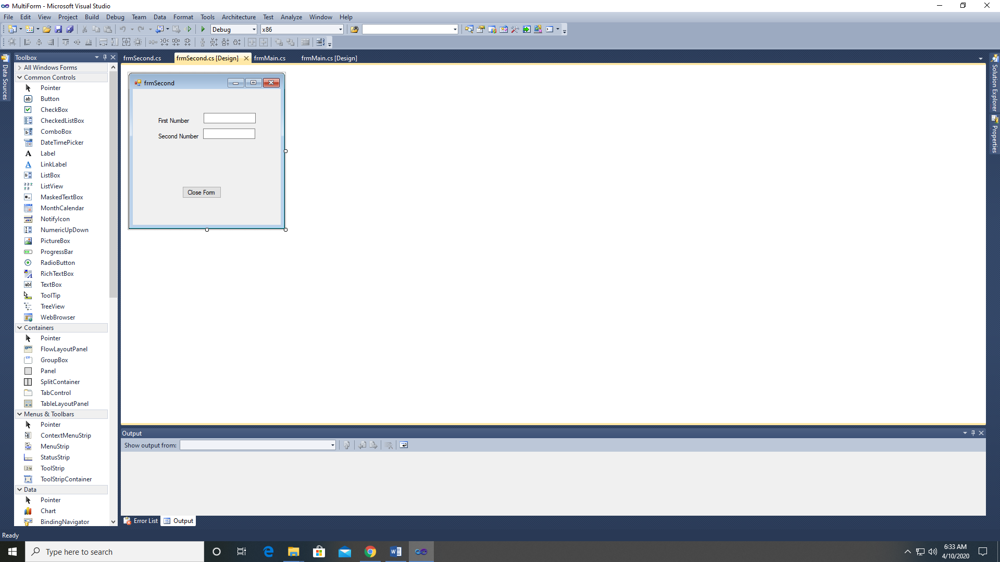 MultiForm - Microsoft Visual Studio
File Edit View Project Build Debug Team Data Format Tools Architecture Test Analyze Window Help
Debug x86
Toolbox
frmSecond.cs frmSecond.cs [Design] frmMain.cs frmMain.cs [Design]
Data Sources
All Windows Forms
Common Controls
Pointer
Button
CheckBox
CheckedListBox
ComboBox
DateTimePicker
Label
LinkLabel
ListBox
ListView
MaskedTextBox
MonthCalendar
NotifyIcon
NumericUpDown
PictureBox
ProgressBar
RadioButton
RichTextBox
TextBox
ToolTip
TreeView
WebBrowser
Containers
Pointer
FlowLayoutPanel
GroupBox
Panel
SplitContainer
TabControl
TableLayoutPanel
Menus & Toolbars
Pointer
ContextMenuStrip
MenuStrip
StatusStrip
ToolStrip
ToolStripContainer
Data
Pointer
Chart
BindingNavigator
frmSecond
First Number
Second Number
Close Form
Solution Explorer
Properties
Output
Show output from:
Error List Output
Ready
Type here to search
6:33 AM
4/10/2020